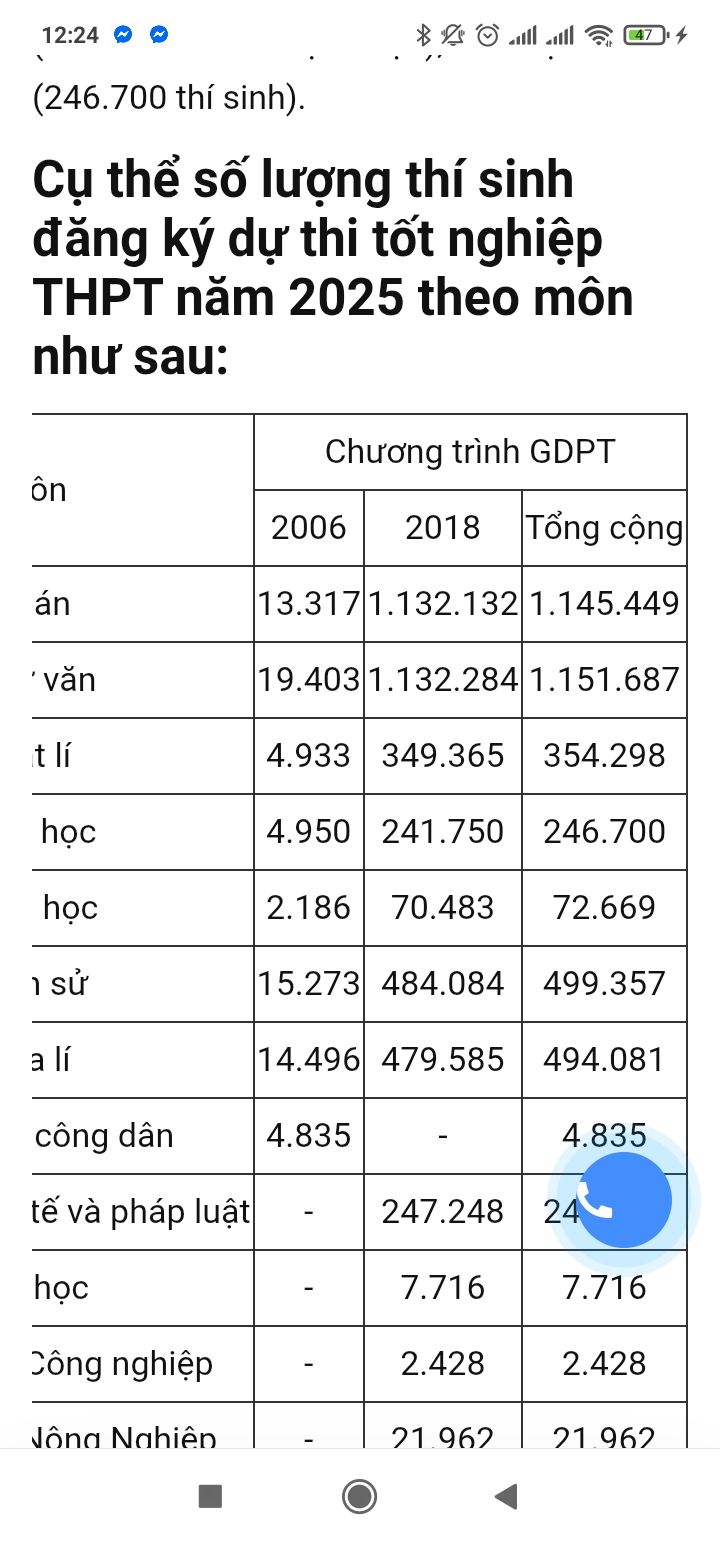 12:24 47
(246.700 thí sinh).
Cụ thể số lượng thí sinh
đăng ký dự thi tốt nghiệp
THPT năm 2025 theo môn
như sau:
Chương trình GDPT
ôn
2006 2018 Tổng cộng
án 13.317 1.132.132 1.145.449
văn 19.403 1.132.284 1.151.687
t lí 4.933 349.365 354.298
học 4.950 241.750 246.700
học 2.186 70.483 72.669
sử 15.273 484.084 499.357
a lí 14.496 479.585 494.081
công dân 4.835 - 4.835
tế và pháp luật - 247.248 24
học - 7.716 7.716
Công nghiệp - 2.428 2.428
Nông Nghiệp - 21.962 21.962